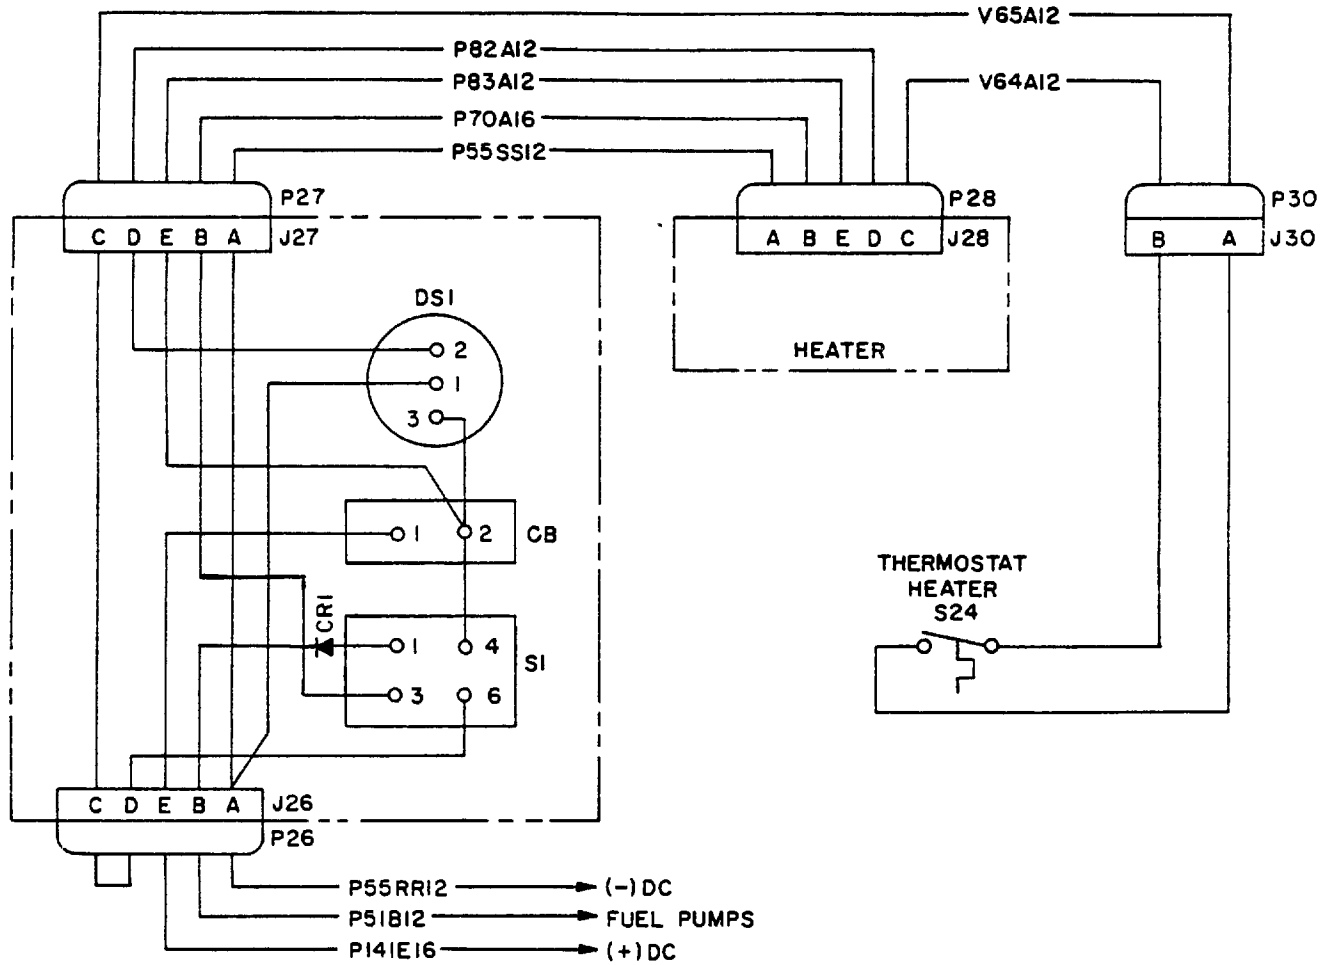 V65A12
P82A12
P83A12
V64A12
P70A16
P55SS12
P27
P28
P30
C D E B A J27
A B E D C J28
B A J30
DS1
2
1
3
HEATER
1 2 CB
THERMOSTAT
HEATER
S24
CR1
1 4
S1
3 6
C D E B A J26
P26
P55RR12 (-) DC
P51B12 FUEL PUMPS
P141E16 (+) DC